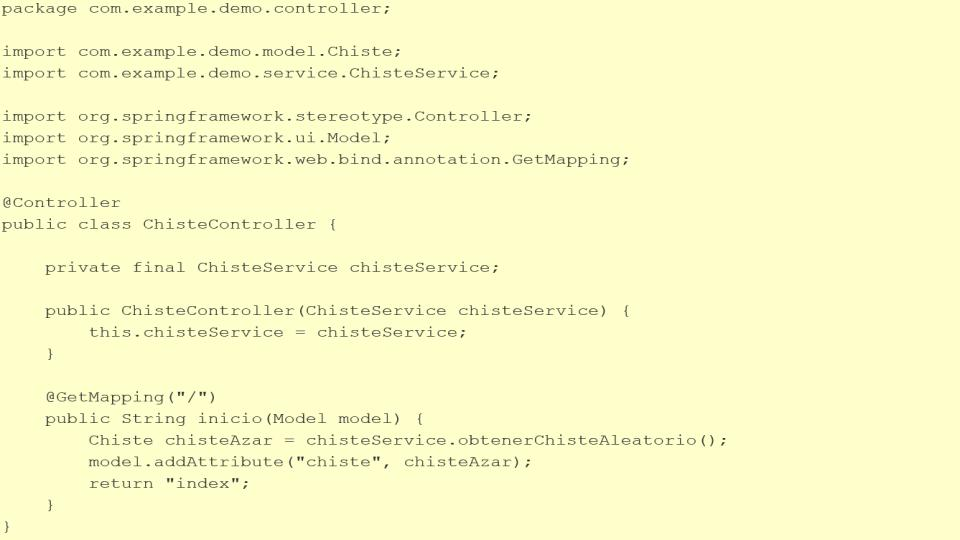 package com.example.demo.controller;

import com.example.demo.model.Chiste;
import com.example.demo.service.ChisteService;

import org.springframework.stereotype.Controller;
import org.springframework.ui.Model;
import org.springframework.web.bind.annotation.GetMapping;

@Controller
public class ChisteController {

    private final ChisteService chisteService;

    public ChisteController(ChisteService chisteService) {
        this.chisteService = chisteService;
    }

    @GetMapping("/")
    public String inicio(Model model) {
        Chiste chisteAzar = chisteService.obtenerChisteAleatorio();
        model.addAttribute("chiste", chisteAzar);
        return "index";
    }
}